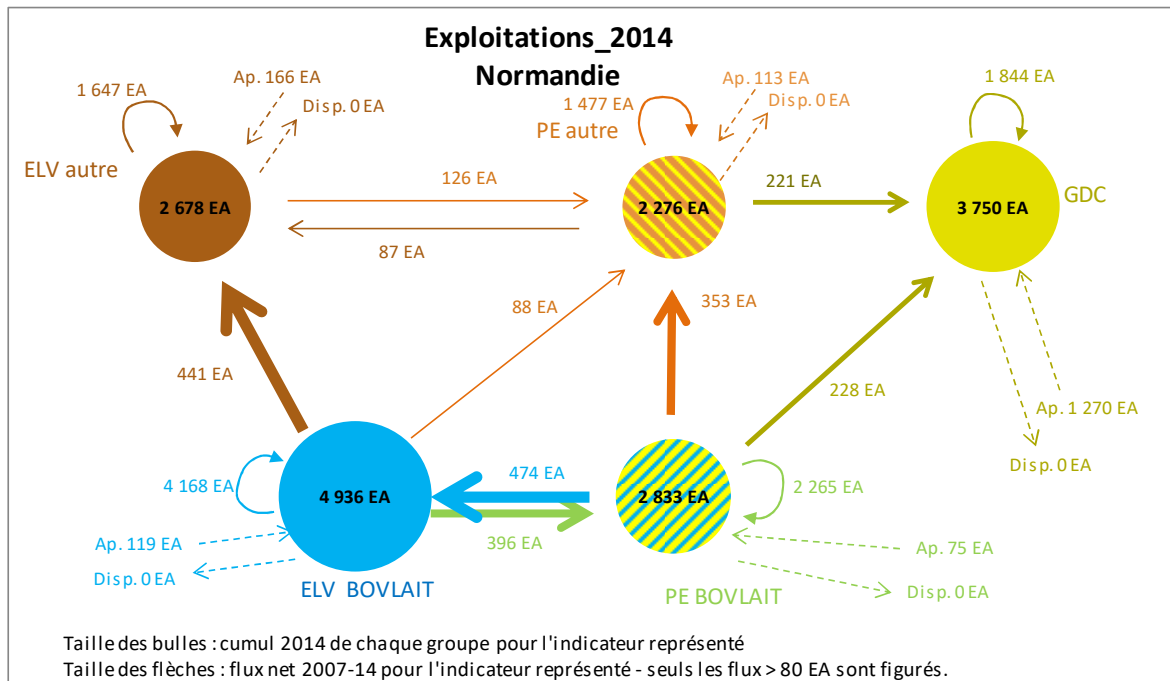 Exploitations_2014
Normandie
1 647 EA
Ap. 166 EA
Disp. 0 EA
ELV autre
2 678 EA
1 477 EA
PE autre
Ap. 113 EA
Disp. 0 EA
2 276 EA
1 844 EA
GDC
3 750 EA
126 EA
87 EA
221 EA
441 EA
88 EA
353 EA
228 EA
Ap. 1 270 EA
Disp. 0 EA
4 168 EA
4 936 EA
474 EA
396 EA
2 833 EA
2 265 EA
Ap. 119 EA
Disp. 0 EA
ELV BOVLAIT
PE BOVLAIT
Ap. 75 EA
Disp. 0 EA
Taille des bulles : cumul 2014 de chaque groupe pour l'indicateur représenté
Taille des flèches : flux net 2007-14 pour l'indicateur représenté - seuls les flux > 80 EA sont figurés.